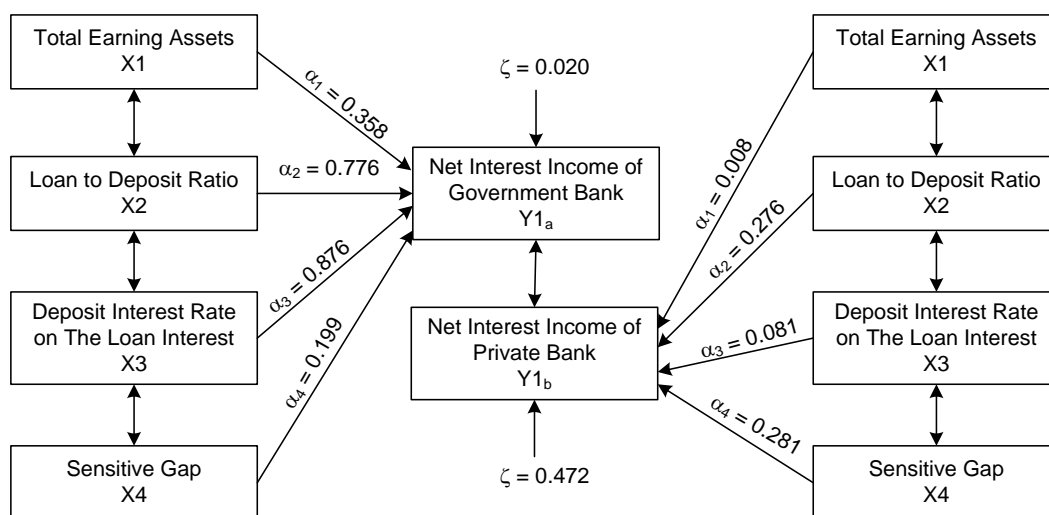 Total Earning Assets
X1
Loan to Deposit Ratio
X2
Deposit Interest Rate
on The Loan Interest
X3
Sensitive Gap
X4
α₁ = 0.358
α₂ = 0.776
α₃ = 0.876
α₄ = 0.199
ζ = 0.020
Net Interest Income of
Government Bank
Y1ₐ
Net Interest Income of
Private Bank
Y1b
ζ = 0.472
α₁ = 0.008
α₂ = 0.276
α₃ = 0.081
α₄ = 0.281
Total Earning Assets
X1
Loan to Deposit Ratio
X2
Deposit Interest Rate
on The Loan Interest
X3
Sensitive Gap
X4